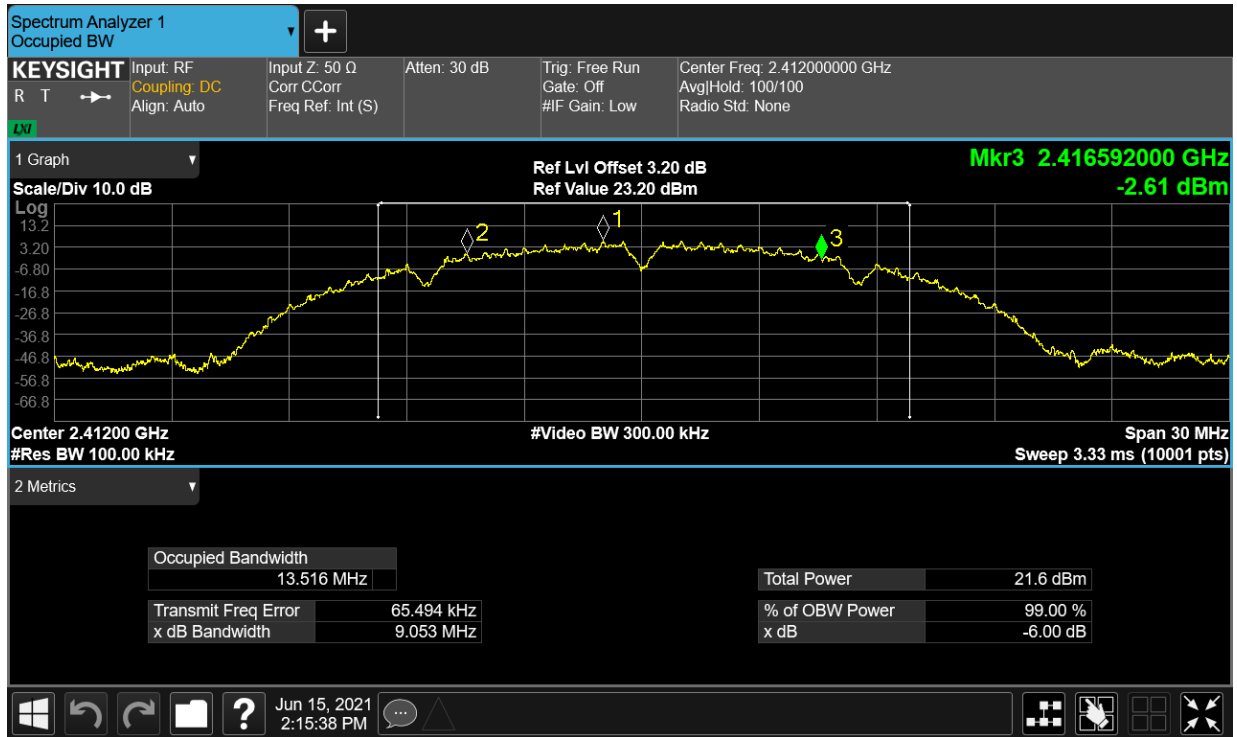 Spectrum Analyzer 1
Occupied BW
KEYSIGHT Input: RF Input Z: 50 Ω Atten: 30 dB Trig: Free Run Center Freq: 2.412000000 GHz
R T Coupling: DC Corr CCorr Gate: Off Avg|Hold: 100/100
Align: Auto Freq Ref: Int (S) #IF Gain: Low Radio Std: None
LXI
1 Graph Ref Lvl Offset 3.20 dB Mkr3 2.416592000 GHz
Scale/Div 10.0 dB Ref Value 23.20 dBm -2.61 dBm
Log
13.2
3.20
-6.80
-16.8
-26.8
-36.8
-46.8
-56.8
-66.8
2 1 3
Center 2.41200 GHz #Video BW 300.00 kHz Span 30 MHz
#Res BW 100.00 kHz Sweep 3.33 ms (10001 pts)
2 Metrics
Occupied Bandwidth
13.516 MHz Total Power 21.6 dBm
Transmit Freq Error 65.494 kHz % of OBW Power 99.00 %
x dB Bandwidth 9.053 MHz x dB -6.00 dB
? Jun 15, 2021
2:15:38 PM